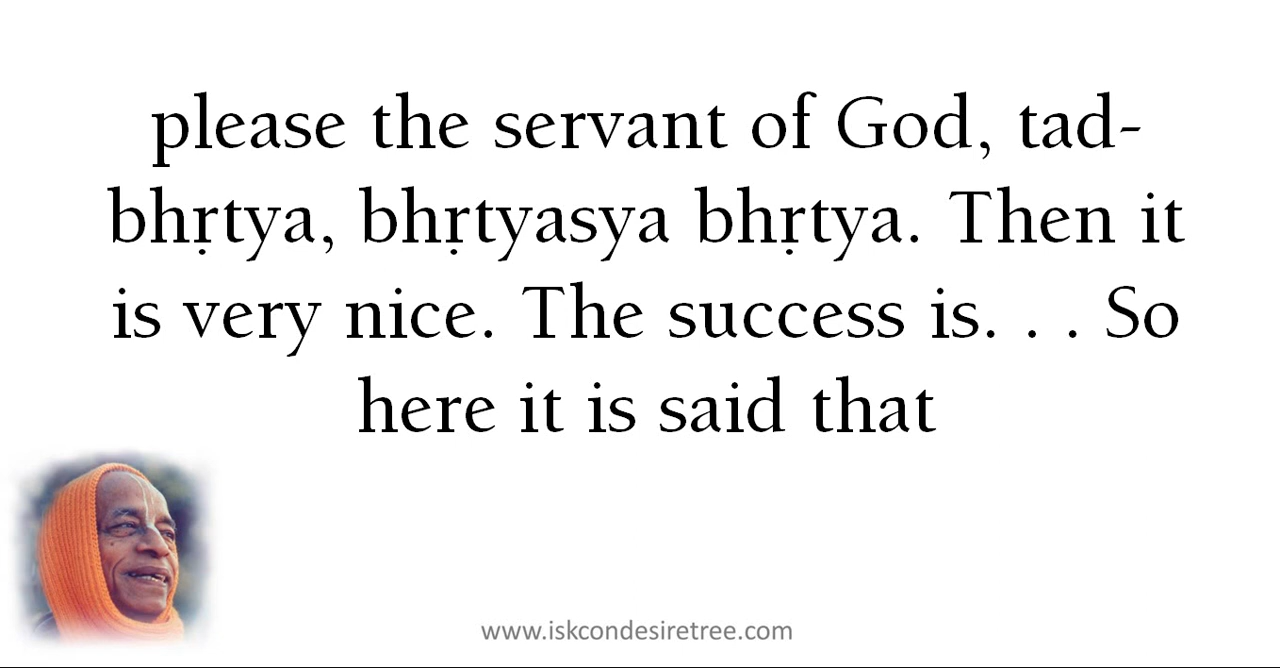 please the servant of God, tad-
bhṛtya, bhṛtyasya bhṛtya. Then it
is very nice. The success is. . . So
here it is said that
www.iskcondesiretree.com